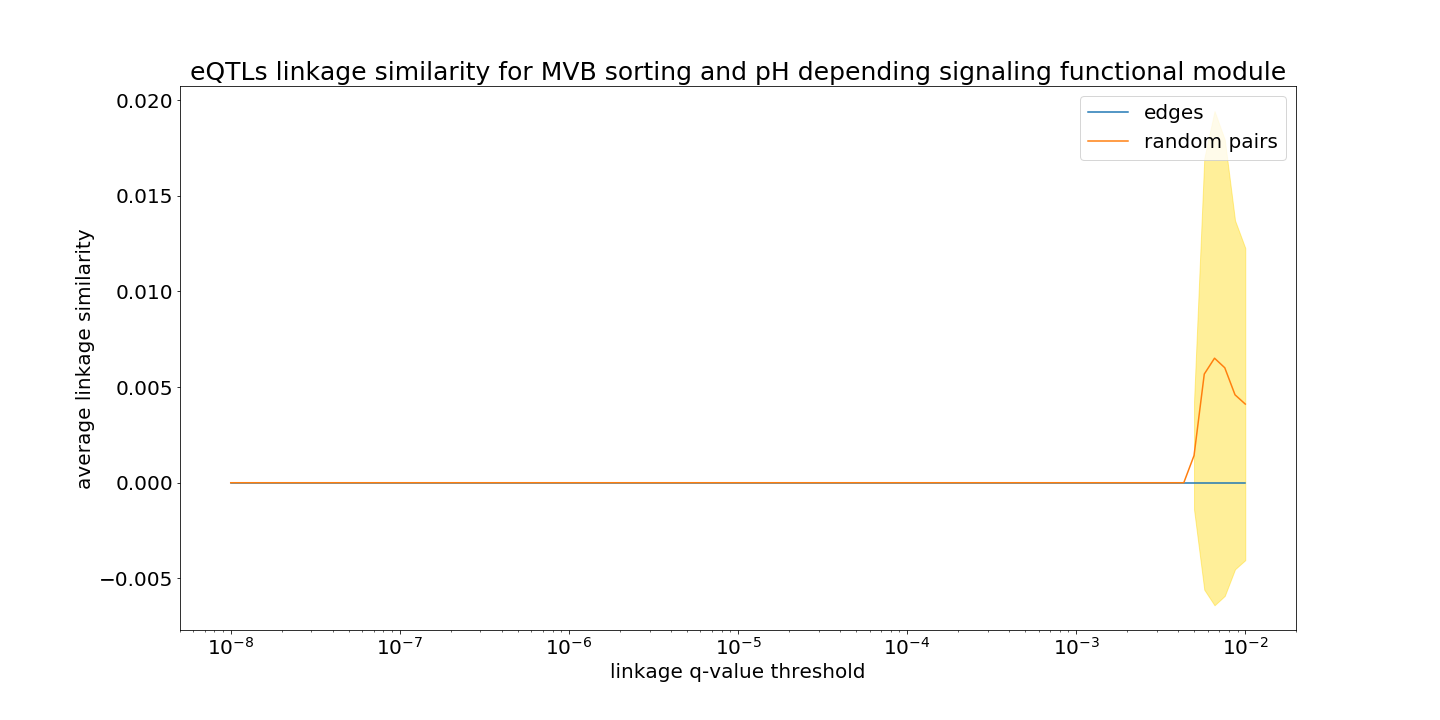 eQTLs linkage similarity for MVB sorting and pH depending signaling functional module
edges
random pairs
0.020
0.015
0.010
0.005
0.000
−0.005
average linkage similarity
10⁻⁸ 10⁻⁷ 10⁻⁶ 10⁻⁵ 10⁻⁴ 10⁻³ 10⁻²
linkage q-value threshold